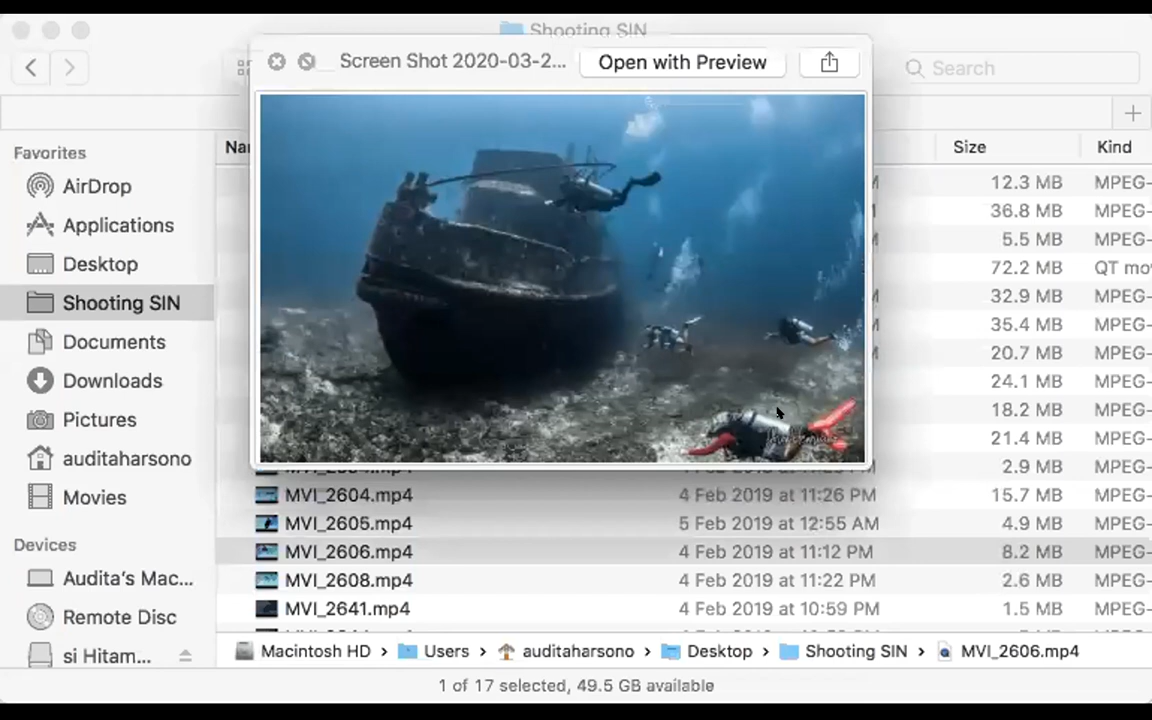 Shooting SIN
Screen Shot 2020-03-2...
Open with Preview
Search
Favorites
AirDrop
Applications
Desktop
Shooting SIN
Documents
Downloads
Pictures
auditaharsono
Movies
Devices
Audita's Mac...
Remote Disc
si Hitam...
Size Kind
12.3 MB MPEG-
36.8 MB MPEG-
5.5 MB MPEG-
72.2 MB QT mo
32.9 MB MPEG-
35.4 MB MPEG-
20.7 MB MPEG-
24.1 MB MPEG-
18.2 MB MPEG-
21.4 MB MPEG-
2.9 MB MPEG-
MVI_2604.mp4 4 Feb 2019 at 11:26 PM 15.7 MB MPEG-
MVI_2605.mp4 5 Feb 2019 at 12:55 AM 4.9 MB MPEG-
MVI_2606.mp4 4 Feb 2019 at 11:12 PM 8.2 MB MPEG-
MVI_2608.mp4 4 Feb 2019 at 11:22 PM 2.6 MB MPEG-
MVI_2641.mp4 4 Feb 2019 at 10:59 PM 1.5 MB MPEG-
Macintosh HD › Users › auditaharsono › Desktop › Shooting SIN › MVI_2606.mp4
1 of 17 selected, 49.5 GB available